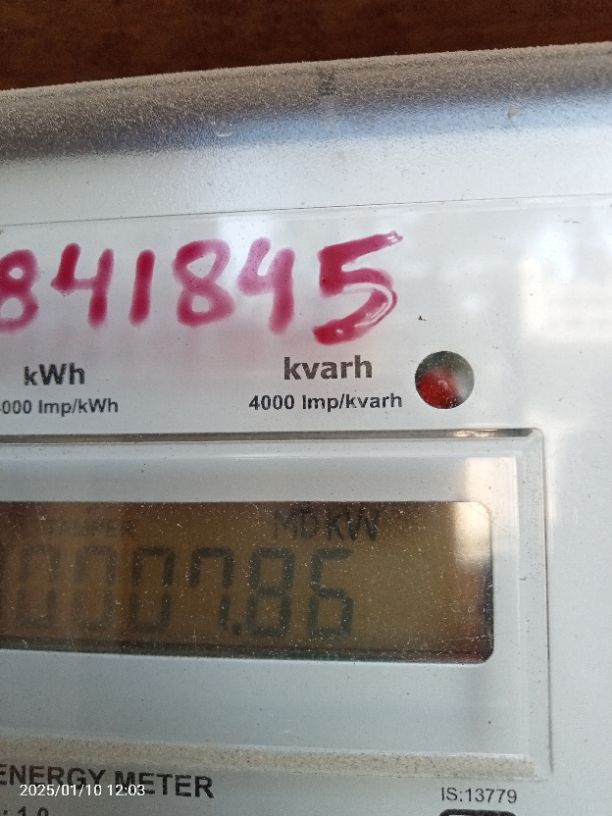 841845
kWh
kvarh
000 Imp/kWh
4000 Imp/kvarh
TAMPER MD KW
0007.86
ENERGY METER
2025/01/10 12:03
IS:13779